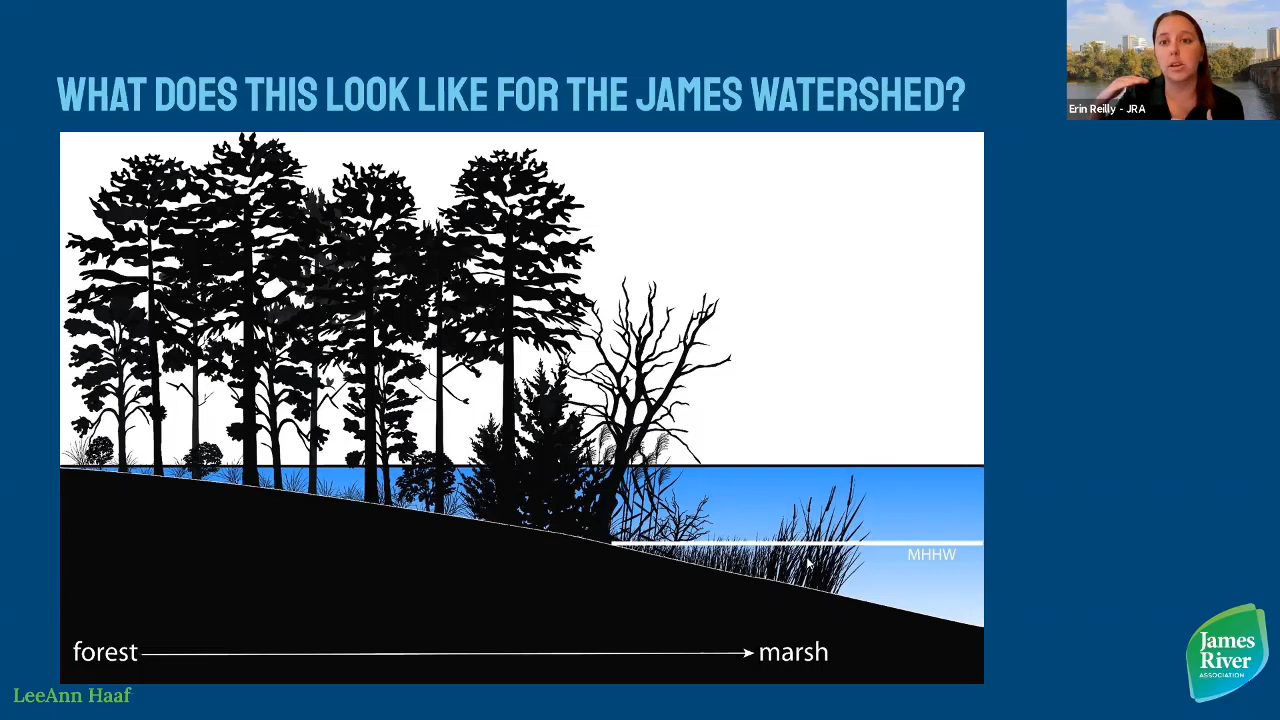 WHAT DOES THIS LOOK LIKE FOR THE JAMES WATERSHED?
Erin Reilly - JRA
MHHW
forest
marsh
LeeAnn Haaf
James
River
ASSOCIATION